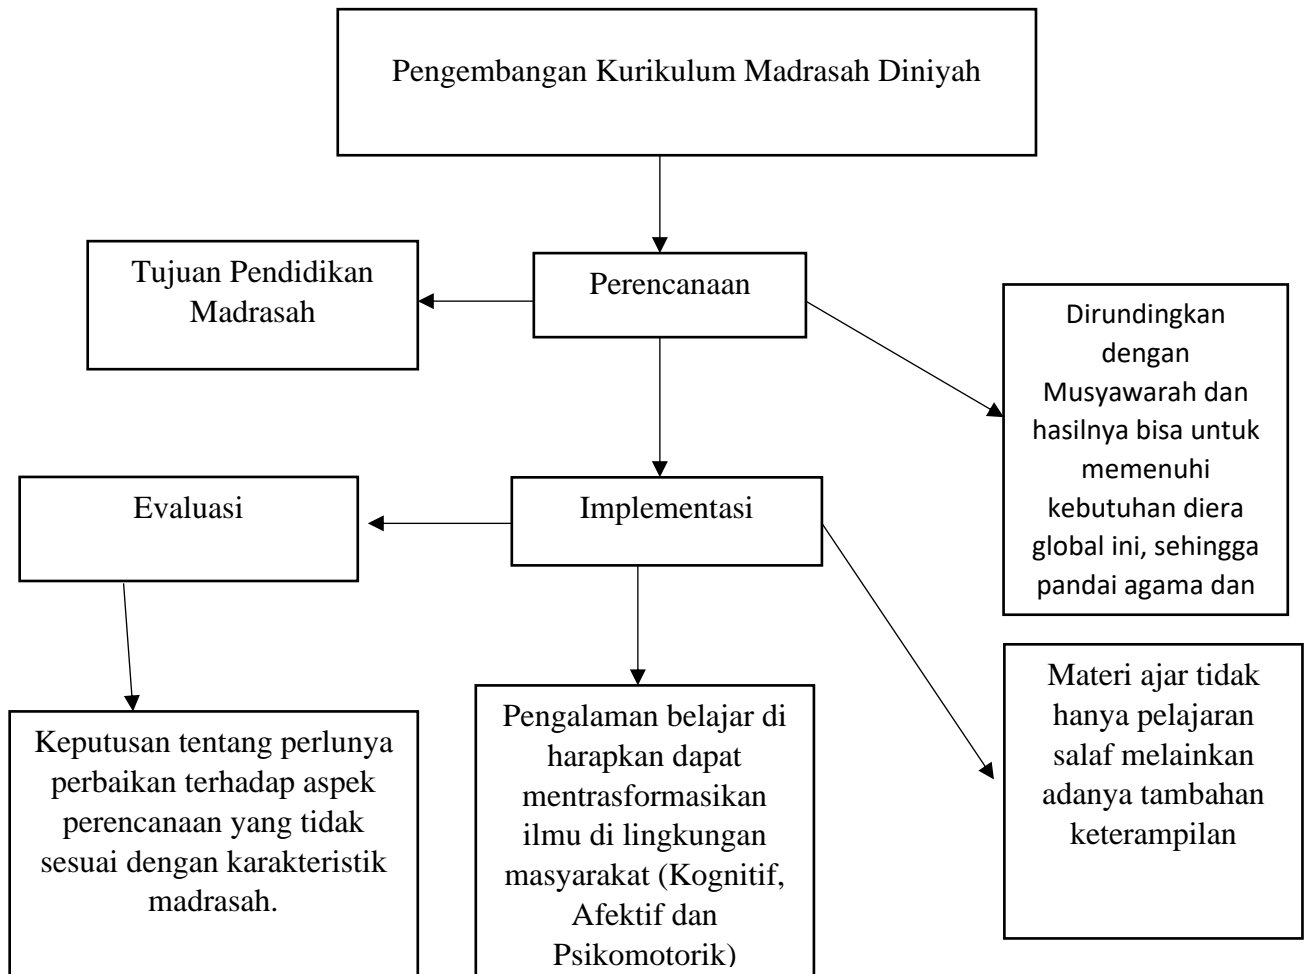 Pengembangan Kurikulum Madrasah Diniyah
Tujuan Pendidikan
Madrasah
Perencanaan
Dirundingkan
dengan
Musyawarah dan
hasilnya bisa untuk
memenuhi
kebutuhan diera
global ini, sehingga
pandai agama dan
Evaluasi
Implementasi
Keputusan tentang perlunya
perbaikan terhadap aspek
perencanaan yang tidak
sesuai dengan karakteristik
madrasah.
Pengalaman belajar di
harapkan dapat
mentrasformasikan
ilmu di lingkungan
masyarakat (Kognitif,
Afektif dan
Psikomotorik)
Materi ajar tidak
hanya pelajaran
salaf melainkan
adanya tambahan
keterampilan